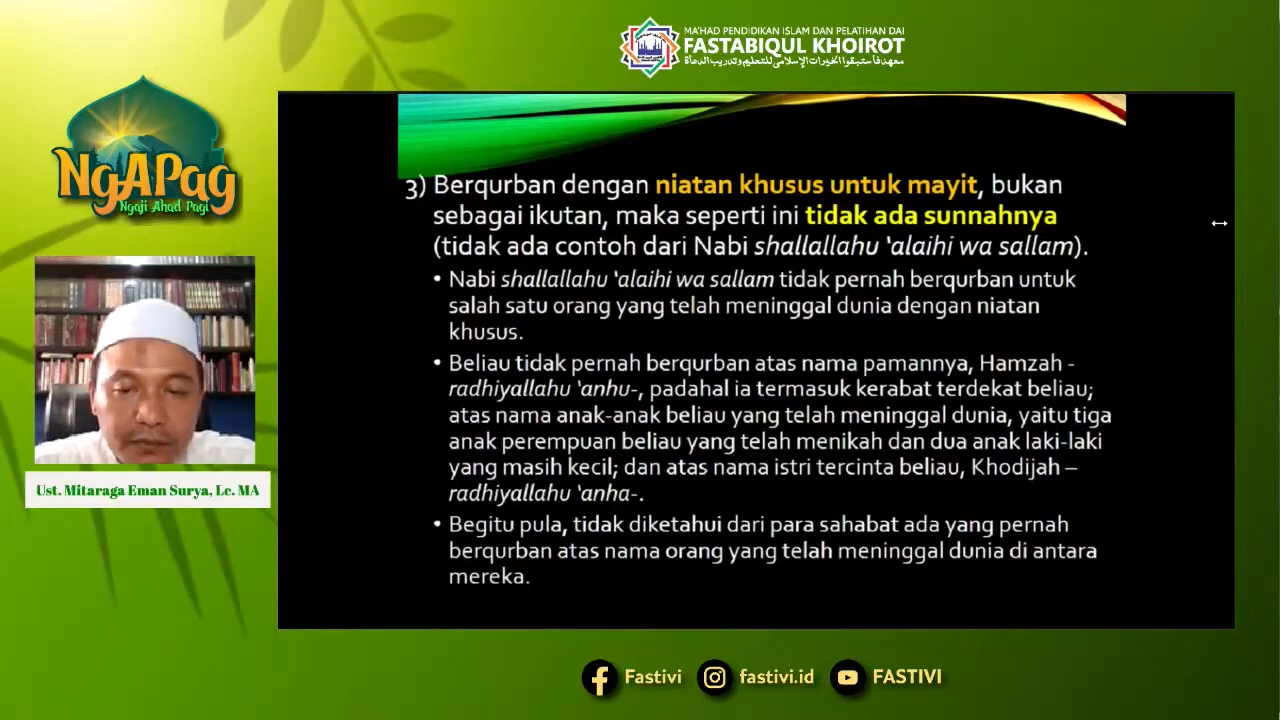 MA'HAD PENDIDIKAN ISLAM DAN PELATIHAN DAI
FASTABIQUL KHOIROT
معهد فاستبقوا الخيرات الإسلامي للتعليم وتدريب الدعاة
NgAPag
Ngaji Ahad Pagi
3) Berqurban dengan niatan khusus untuk mayit, bukan
sebagai ikutan, maka seperti ini tidak ada sunnahnya
(tidak ada contoh dari Nabi shallallahu ‘alaihi wa sallam).
• Nabi shallallahu ‘alaihi wa sallam tidak pernah berqurban untuk
salah satu orang yang telah meninggal dunia dengan niatan
khusus.
• Beliau tidak pernah berqurban atas nama pamannya, Hamzah -
radhiyallahu ‘anhu-, padahal ia termasuk kerabat terdekat beliau;
atas nama anak-anak beliau yang telah meninggal dunia, yaitu tiga
anak perempuan beliau yang telah menikah dan dua anak laki-laki
yang masih kecil; dan atas nama istri tercinta beliau, Khodijah –
radhiyallahu ‘anha-.
• Begitu pula, tidak diketahui dari para sahabat ada yang pernah
berqurban atas nama orang yang telah meninggal dunia di antara
mereka.
Ust. Mitaraga Eman Surya, Lc. MA
Fastivi
fastivi.id
FASTIVI